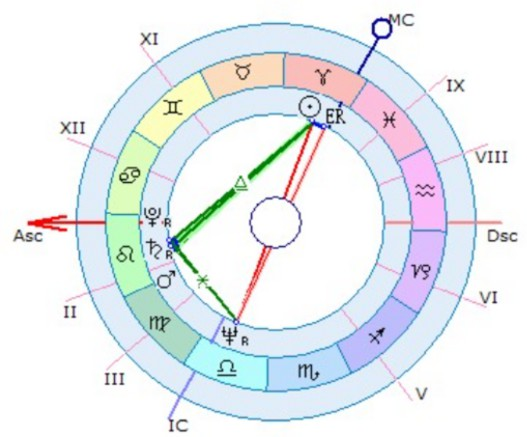 MC
XI
♉
♈
IX
♊
☉
ER
♓
XII
VIII
♋
♒
△
♇ R
Asc
Dsc
♄ R
♌
♑
♂
⚹
VI
II
♍
♆ R
♐
III
♎
♏
V
IC